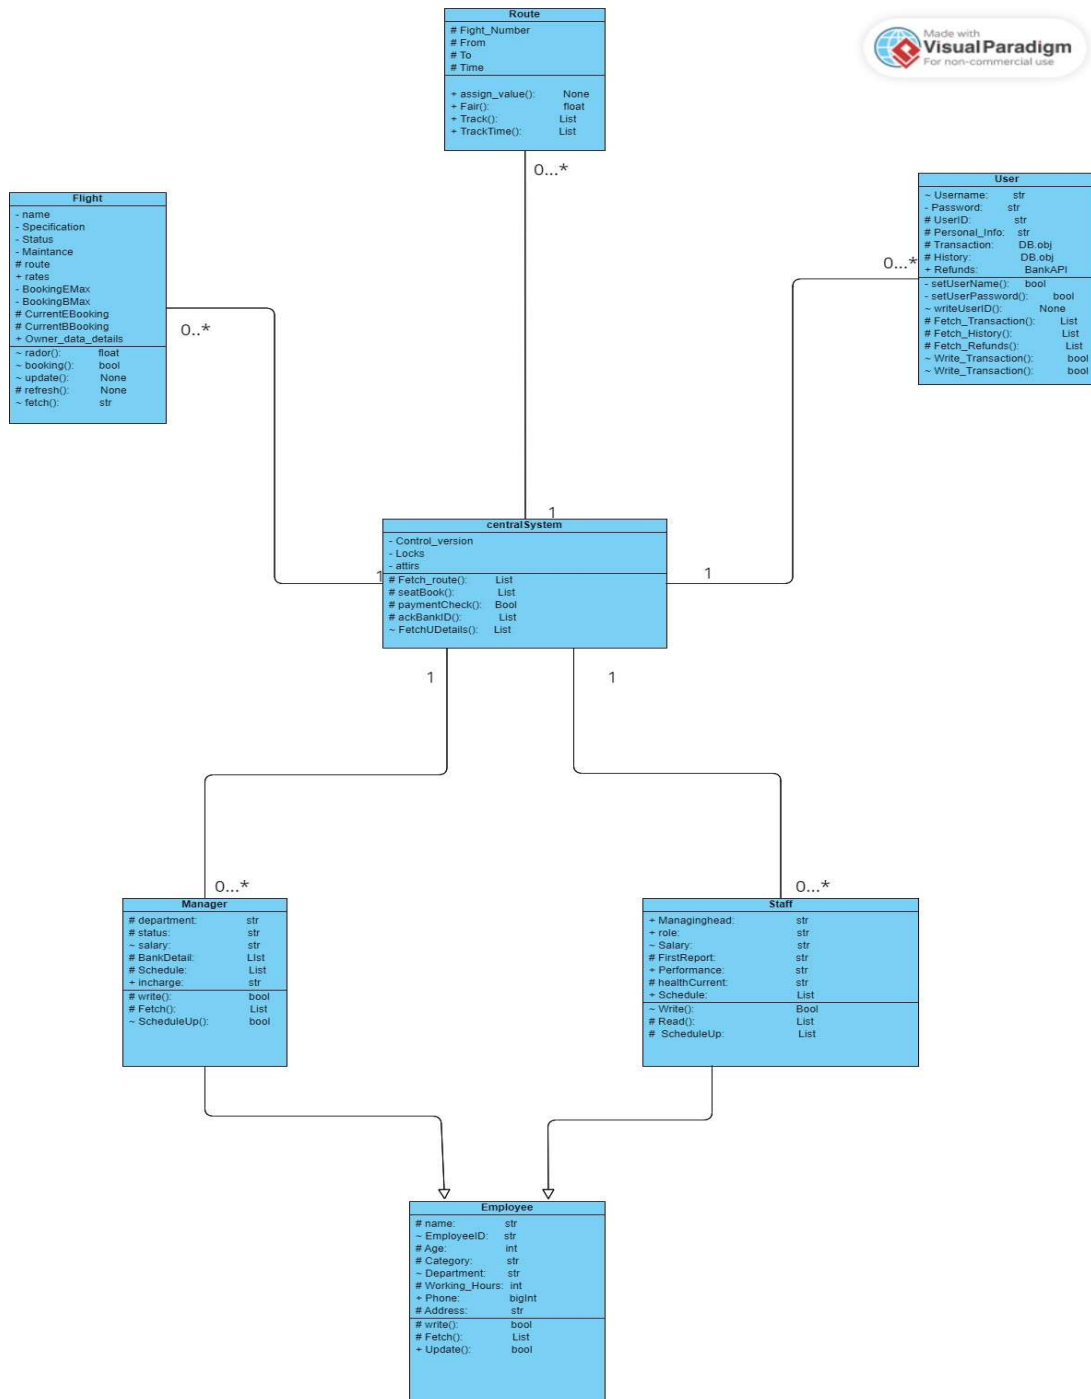 Route
# Fight_Number
# From
# To
# Time
+ assign_value(): None
+ Fair(): float
+ Track(): List
+ TrackTime(): List
Made with
VisualParadigm
For non-commercial use
0...*
Flight
- name
- Specification
- Status
- Maintance
# route
+ rates
- BookingEMax
- BookingBMax
# CurrentEBooking
# CurrentBBooking
+ Owner_data_details
~ rador(): float
~ booking(): bool
~ update(): None
# refresh(): None
~ fetch(): str
0..*
User
~ Username: str
- Password: str
# UserID: str
# Personal_Info: str
# Transaction: DB.obj
# History: DB.obj
+ Refunds: BankAPI
- setUserName(): bool
- setUserPassword(): bool
~ writeUserID(): None
# Fetch_Transaction(): List
# Fetch_History(): List
# Fetch_Refunds(): List
~ Write_Transaction(): bool
~ Write_Transaction(): bool
0...*
1
centralSystem
- Control_version
- Locks
- attirs
# Fetch_route(): List
# seatBook(): List
# paymentCheck(): Bool
# ackBankID(): List
~ FetchUDetails(): List
1
1
1
1
0...*
Manager
# department: str
# status: str
~ salary: str
# BankDetail: LIst
# Schedule: List
+ incharge: str
# write(): bool
# Fetch(): List
~ ScheduleUp(): bool
0...*
Staff
+ Managinghead: str
+ role: str
~ Salary: str
# FirstReport: str
+ Performance: str
# healthCurrent: str
+ Schedule: List
~ Write(): Bool
# Read(): List
# ScheduleUp: List
Employee
# name: str
~ EmployeeID: str
# Age: int
# Category: str
~ Department: str
# Working_Hours: int
+ Phone: bigInt
# Address: str
# write(): bool
# Fetch(): List
+ Update(): bool